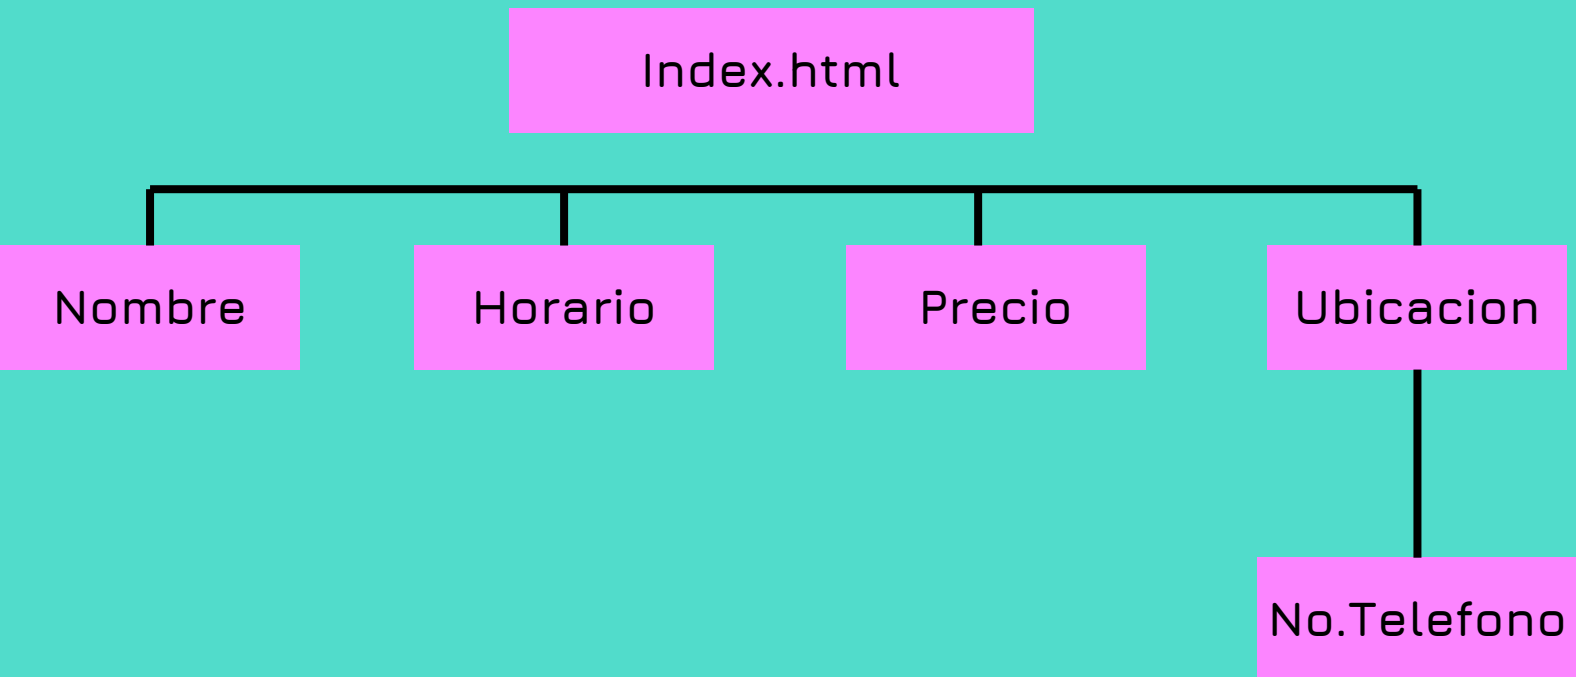 Index.html
Nombre
Horario
Precio
Ubicacion
No.Telefono